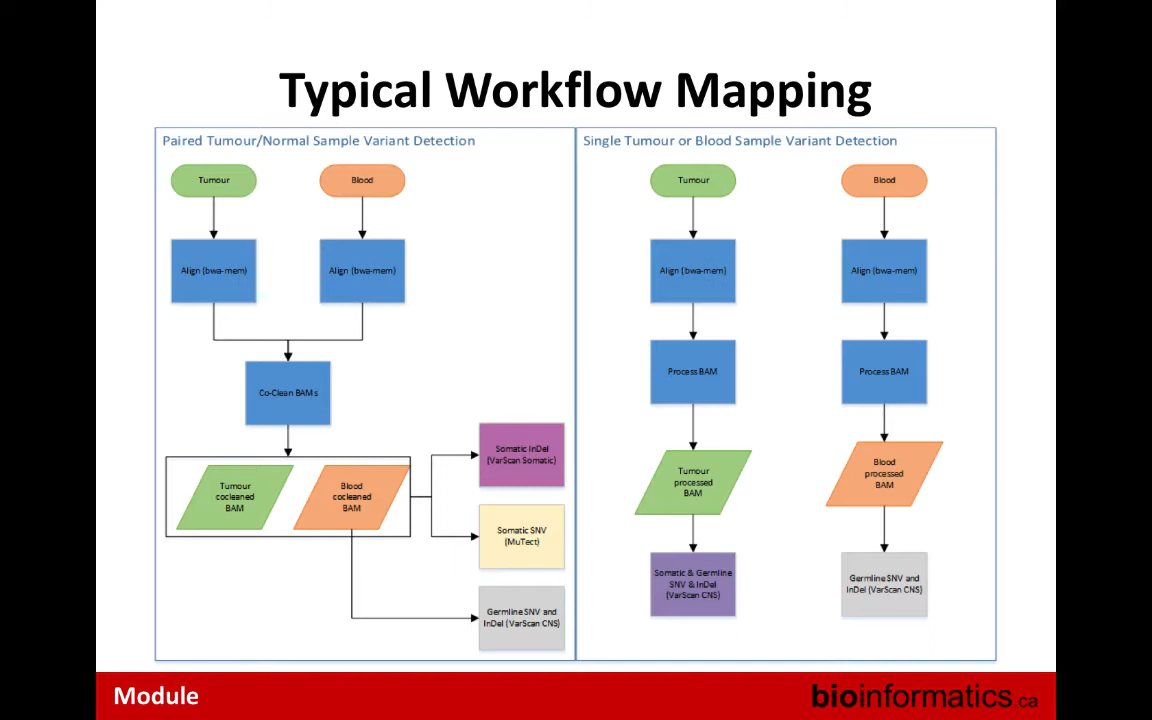 Typical Workflow Mapping
Paired Tumour/Normal Sample Variant Detection
Tumour
Blood
Align (bwa-mem)
Align (bwa-mem)
Co-Clean BAMs
Tumour
cocleaned
BAM
Blood
cocleaned
BAM
Somatic InDel
(VarScan Somatic)
Somatic SNV
(MuTect)
Germline SNV and
InDel (VarScan CNS)
Single Tumour or Blood Sample Variant Detection
Tumour
Blood
Align (bwa-mem)
Align (bwa-mem)
Process BAM
Process BAM
Tumour
processed
BAM
Blood
processed
BAM
Somatic & Germline
SNV & InDel
(VarScan CNS)
Germline SNV and
InDel (VarScan CNS)
Module
bioinformatics.ca